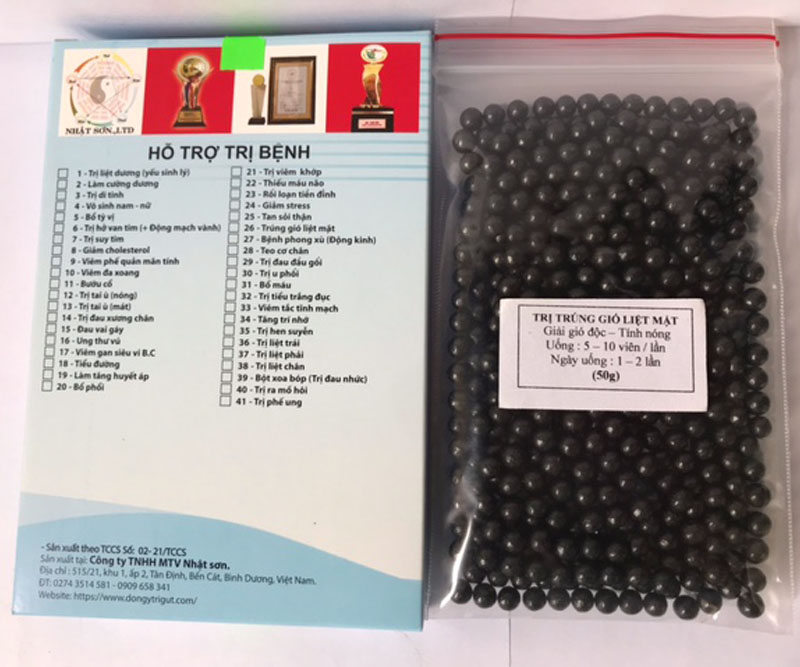 NHẬT SƠN.,LTD
HỖ TRỢ TRỊ BỆNH
1 - Trị liệt dương (yếu sinh lý)
2 - Làm cường dương
3 - Trị di tinh
4 - Vô sinh nam - nữ
5 - Bổ tỳ vị
6 - Trị hở van tim (+ Động mạch vành)
7 - Trị suy tim
8 - Giảm cholesterol
9 - Viêm phế quản mãn tính
10 - Viêm đa xoang
11 - Bướu cổ
12 - Trị tai ù (nóng)
13 - Trị tai ù (mát)
14 - Trị đau xương chân
15 - Đau vai gáy
16 - Ung thư vú
17 - Viêm gan siêu vi B.C
18 - Tiểu đường
19 - Làm tăng huyết áp
20 - Bổ phổi
21 - Trị viêm khớp
22 - Thiếu máu não
23 - Rối loạn tiền đình
24 - Giảm stress
25 - Tan sỏi thận
26 - Trúng gió liệt mặt
27 - Bệnh phong xù (Động kinh)
28 - Teo cơ chân
29 - Trị đau đầu gối
30 - Trị u phổi
31 - Bổ máu
32 - Trị tiểu trắng đục
33 - Viêm tắc tĩnh mạch
34 - Tăng trí nhớ
35 - Trị hen suyễn
36 - Trị liệt trái
37 - Trị liệt phải
38 - Trị liệt chân
39 - Bột xoa bóp (Trị đau nhức)
40 - Trị ra mồ hôi
41 - Trị phế ung
- Sản xuất theo TCCS Số: 02- 21/TCCS
Sản xuất tại: Công ty TNHH MTV Nhật sơn.
Địa chỉ : 515/21, khu 1, ấp 2, Tân Định, Bến Cát, Bình Dương, Việt Nam.
ĐT: 0274 3514 581 - 0909 658 341
Website: https://www.dongytrigut.com/
TRỊ TRÚNG GIÓ LIỆT MẶT
Giải gió độc – Tính nóng
Uống : 5 – 10 viên / lần
Ngày uống : 1 – 2 lần
(50g)